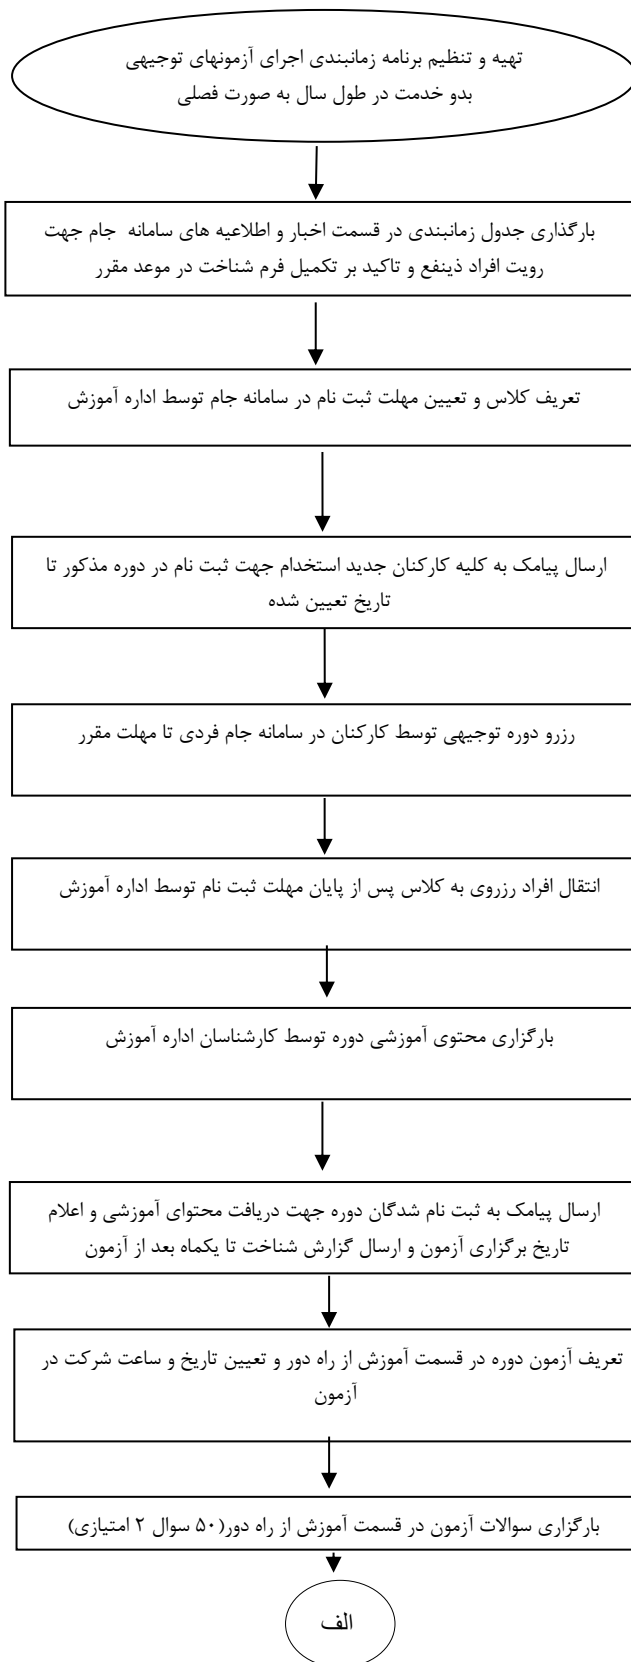 تهیه و تنظیم برنامه زمانبندی اجرای آزمونهای توجیهی
بدو خدمت در طول سال به صورت فصلی
بارگذاری جدول زمانبندی در قسمت اخبار و اطلاعیه های سامانه جام جهت
رویت افراد ذینفع و تاکید بر تکمیل فرم شناخت در موعد مقرر
تعریف کلاس و تعیین مهلت ثبت نام در سامانه جام توسط اداره آموزش
ارسال پیامک به کلیه کارکنان جدید استخدام جهت ثبت نام در دوره مذکور تا
تاریخ تعیین شده
رزرو دوره توجیهی توسط کارکنان در سامانه جام فردی تا مهلت مقرر
انتقال افراد رزروی به کلاس پس از پایان مهلت ثبت نام توسط اداره آموزش
بارگزاری محتوی آموزشی دوره توسط کارشناسان اداره آموزش
ارسال پیامک به ثبت نام شدگان دوره جهت دریافت محتوای آموزشی و اعلام
تاریخ برگزاری آزمون و ارسال گزارش شناخت تا یکماه بعد از آزمون
تعریف آزمون دوره در قسمت آموزش از راه دور و تعیین تاریخ و ساعت شرکت در
آزمون
بارگزاری سوالات آزمون در قسمت آموزش از راه دور(۵۰ سوال ۲ امتیازی)
الف